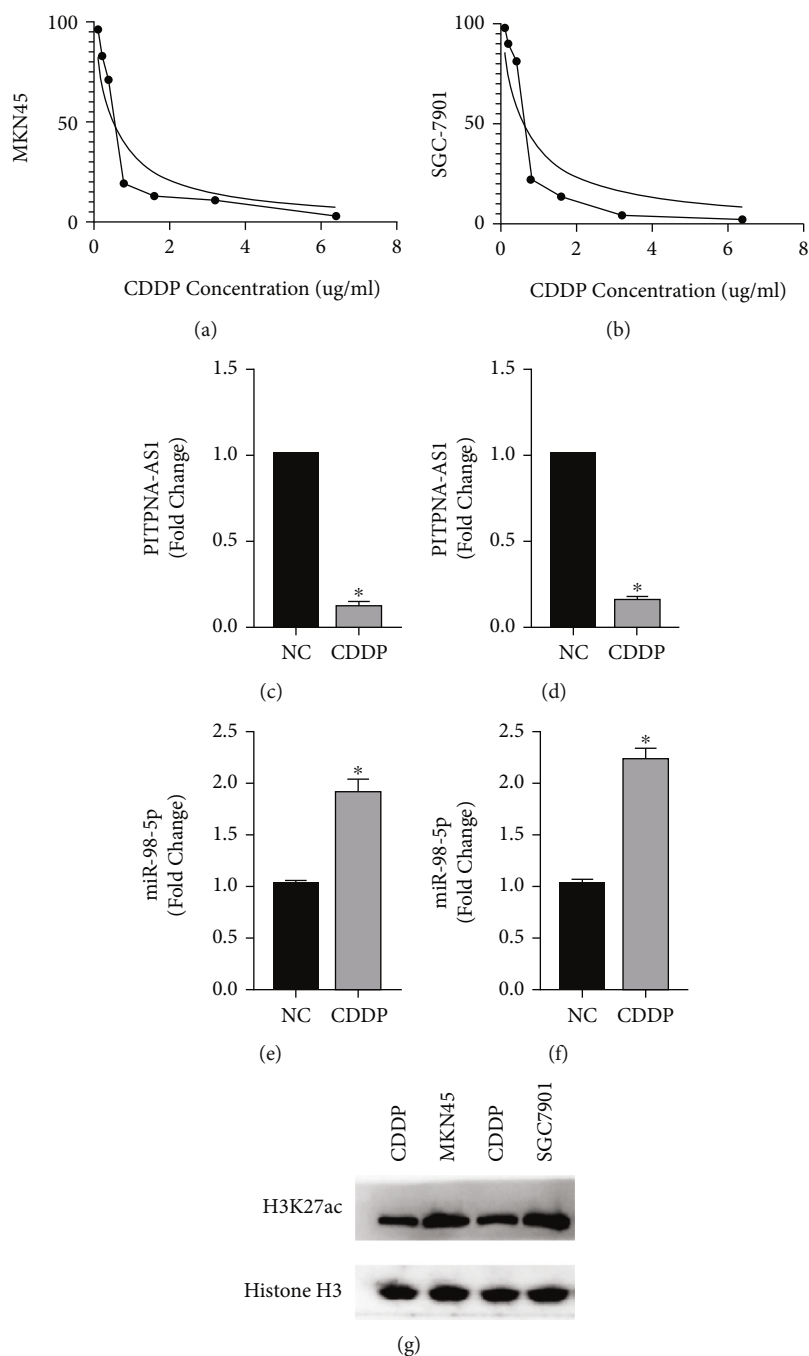 100
50
0
MKN45
0 2 4 6 8
CDDP Concentration (ug/ml)
(a)
100
50
0
SGC-7901
0 2 4 6 8
CDDP Concentration (ug/ml)
(b)
1.5
1.0
0.5
0.0
PITPNA-AS1
(Fold Change)
*
NC CDDP
(c)
1.5
1.0
0.5
0.0
PITPNA-AS1
(Fold Change)
*
NC CDDP
(d)
2.5
2.0
1.5
1.0
0.5
0.0
miR-98-5p
(Fold Change)
*
NC CDDP
(e)
2.5
2.0
1.5
1.0
0.5
0.0
miR-98-5p
(Fold Change)
*
NC CDDP
(f)
CDDP MKN45 CDDP SGC7901
H3K27ac
Histone H3
(g)